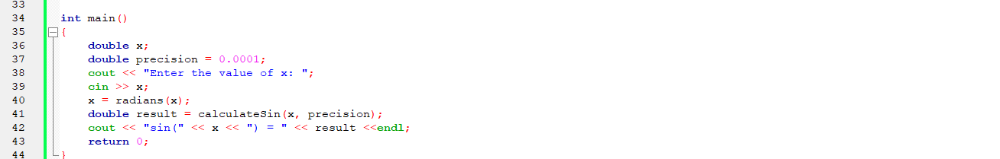 33
34 int main()
35 {
36 double x;
37 double precision = 0.0001;
38 cout << "Enter the value of x: ";
39 cin >> x;
40 x = radians(x);
41 double result = calculateSin(x, precision);
42 cout << "sin(" << x << ") = " << result <<endl;
43 return 0;
44 }